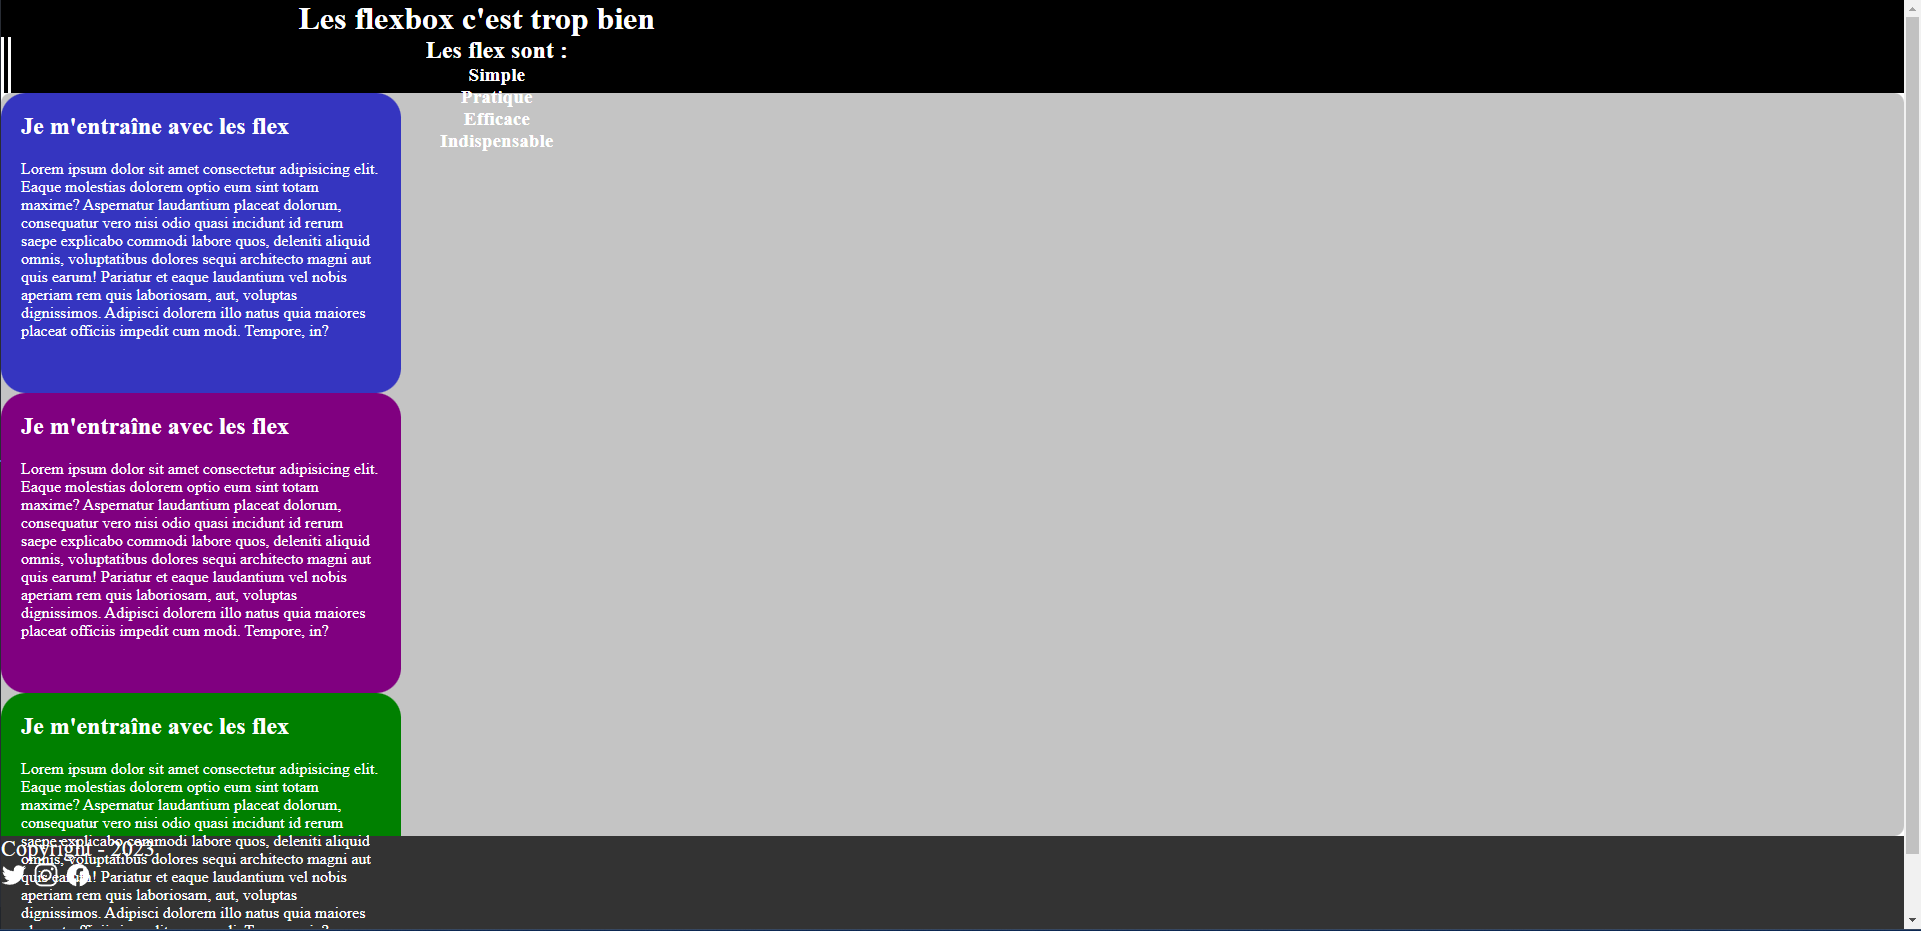 Les flexbox c'est trop bien
Les flex sont :
Simple
Pratique
Efficace
Indispensable
Je m'entraîne avec les flex
Lorem ipsum dolor sit amet consectetur adipisicing elit.
Eaque molestias dolorem optio eum sint totam
maxime? Aspernatur laudantium placeat dolorum,
consequatur vero nisi odio quasi incidunt id rerum
saepe explicabo commodi labore quos, deleniti aliquid
omnis, voluptatibus dolores sequi architecto magni aut
quis earum! Pariatur et eaque laudantium vel nobis
aperiam rem quis laboriosam, aut, voluptas
dignissimos. Adipisci dolorem illo natus quia maiores
placeat officiis impedit cum modi. Tempore, in?
Je m'entraîne avec les flex
Lorem ipsum dolor sit amet consectetur adipisicing elit.
Eaque molestias dolorem optio eum sint totam
maxime? Aspernatur laudantium placeat dolorum,
consequatur vero nisi odio quasi incidunt id rerum
saepe explicabo commodi labore quos, deleniti aliquid
omnis, voluptatibus dolores sequi architecto magni aut
quis earum! Pariatur et eaque laudantium vel nobis
aperiam rem quis laboriosam, aut, voluptas
dignissimos. Adipisci dolorem illo natus quia maiores
placeat officiis impedit cum modi. Tempore, in?
Je m'entraîne avec les flex
Lorem ipsum dolor sit amet consectetur adipisicing elit.
Eaque molestias dolorem optio eum sint totam
maxime? Aspernatur laudantium placeat dolorum,
consequatur vero nisi odio quasi incidunt id rerum
saepe explicabo commodi labore quos, deleniti aliquid
Copyright - 2023
omnis, voluptatibus dolores sequi architecto magni aut
quis earum! Pariatur et eaque laudantium vel nobis
aperiam rem quis laboriosam, aut, voluptas
dignissimos. Adipisci dolorem illo natus quia maiores